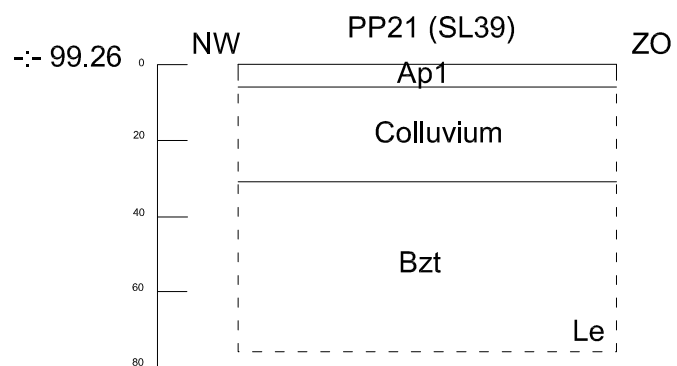 PP21 (SL39)
NW
ZO
-:- 99.26
0
Ap1
20
Colluvium
40
Bzt
60
Le
80